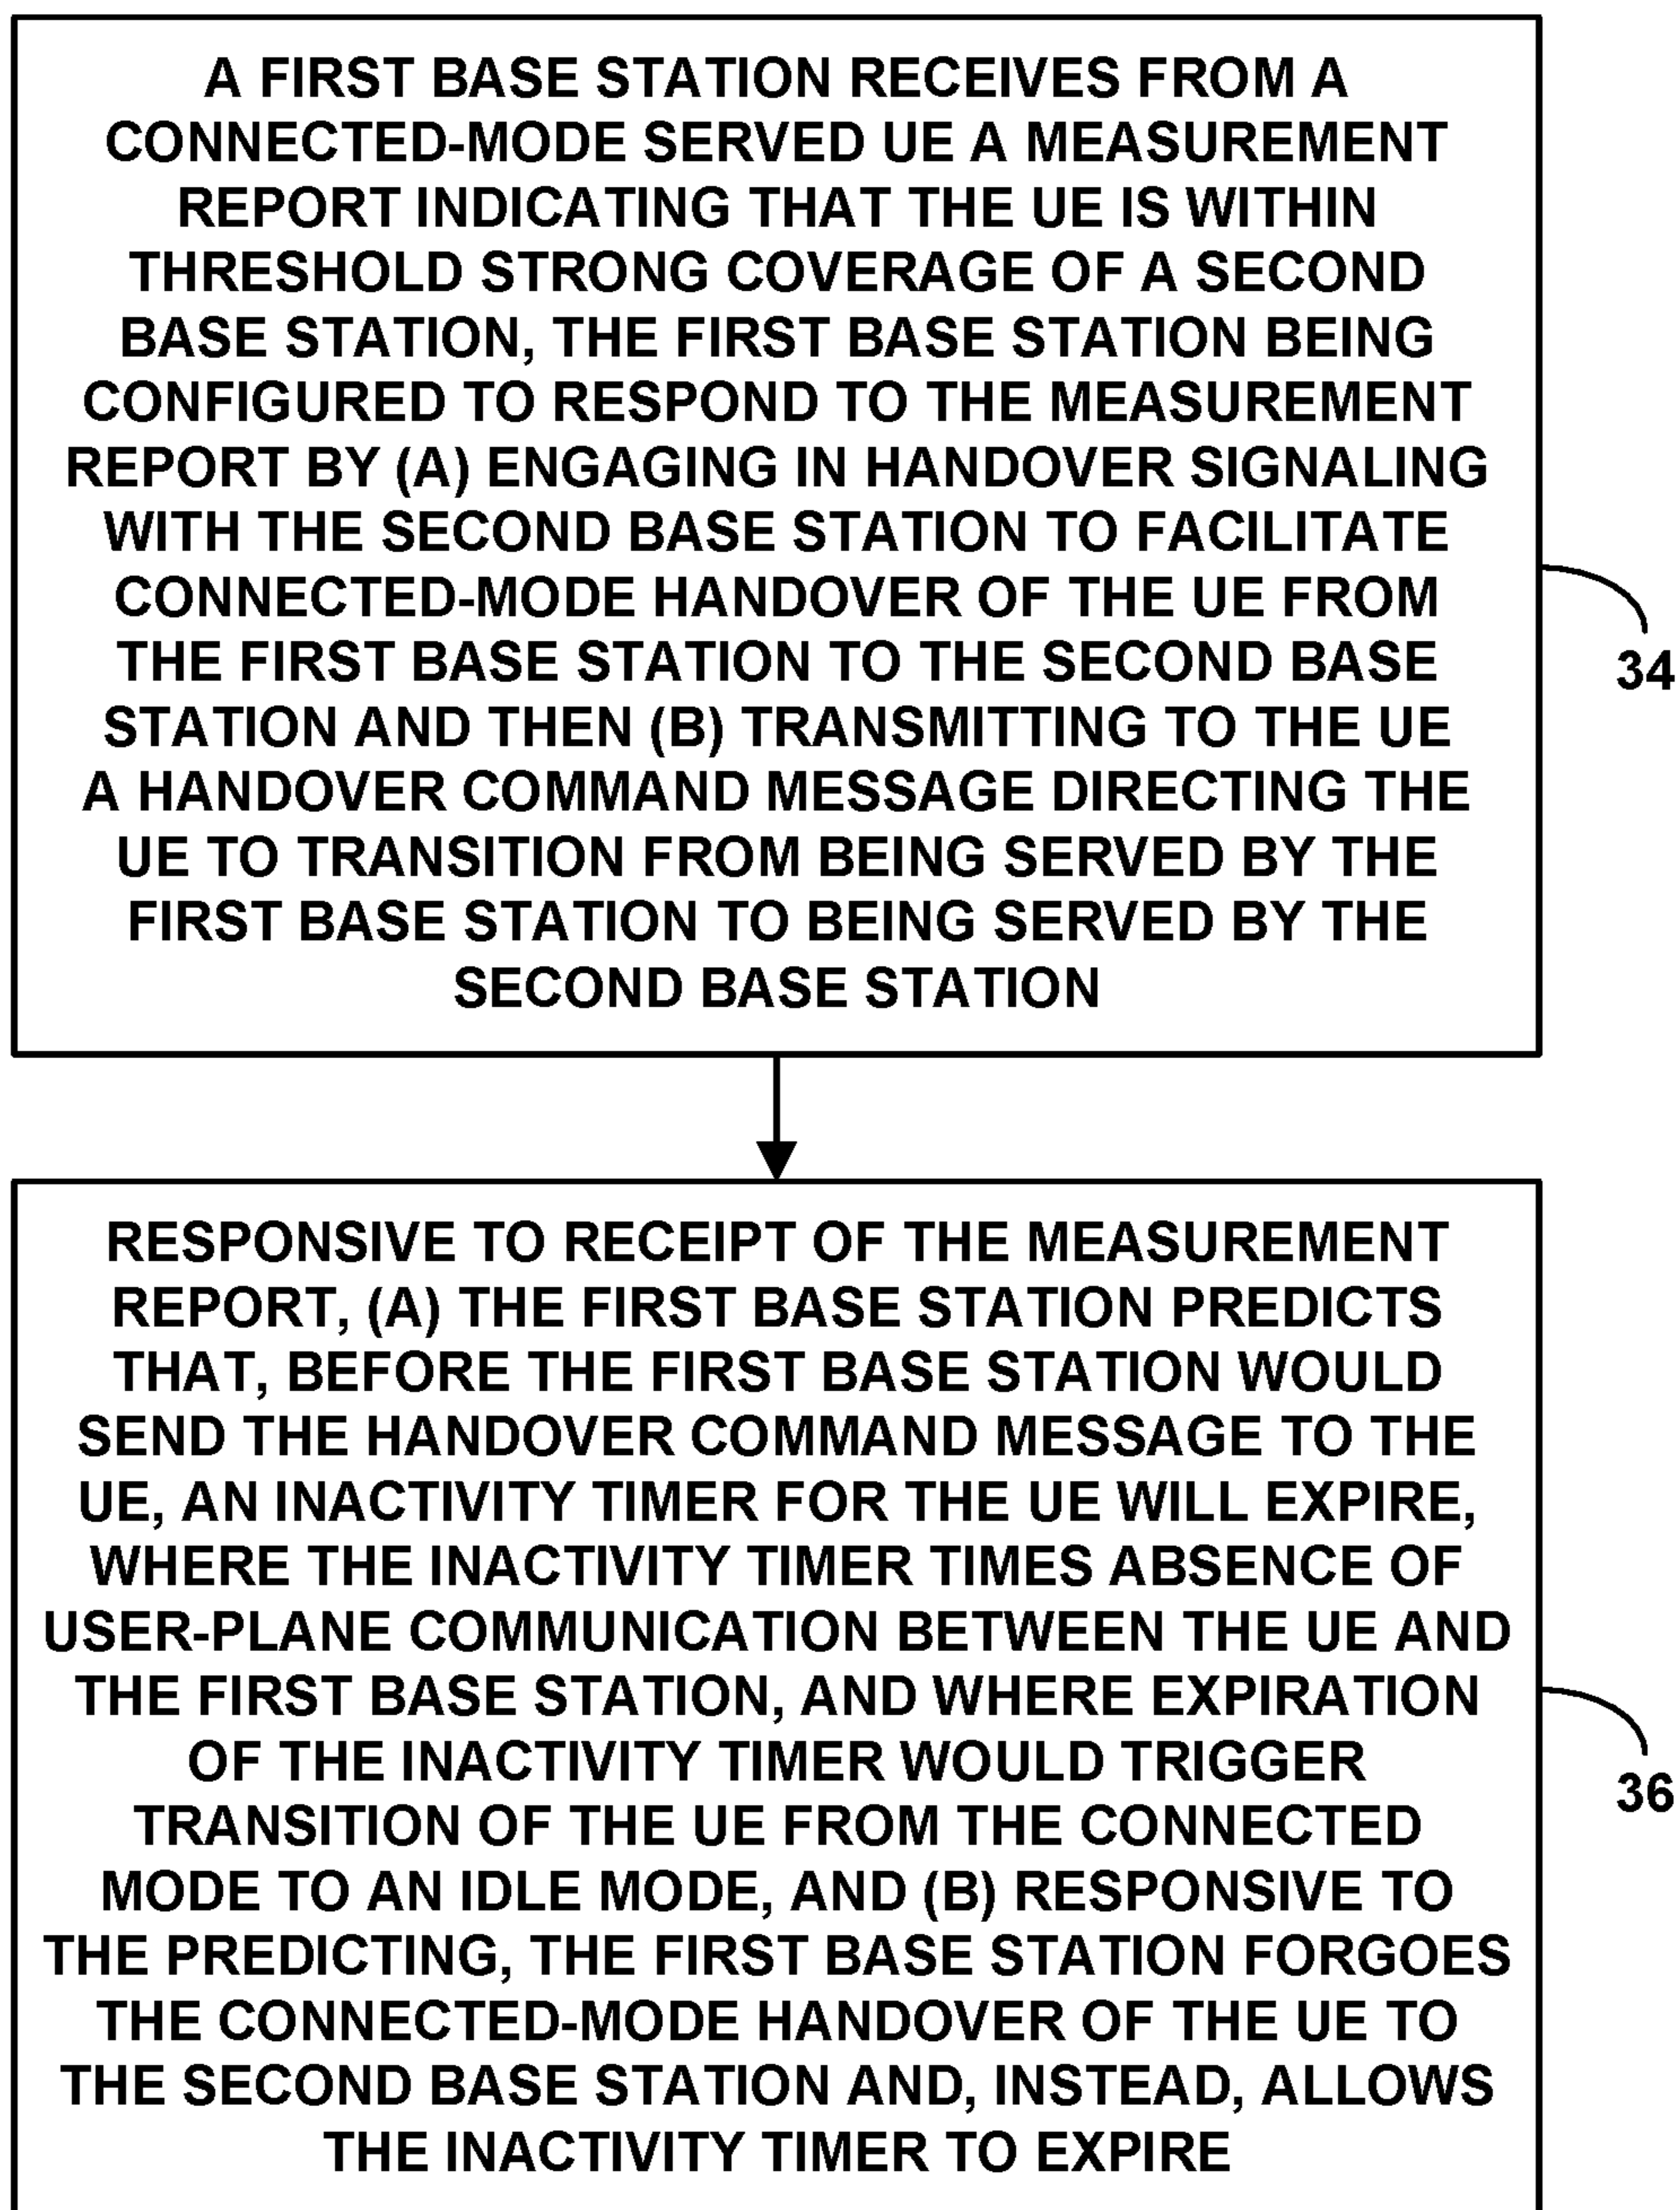 A FIRST BASE STATION RECEIVES FROM A
CONNECTED-MODE SERVED UE A MEASUREMENT
REPORT INDICATING THAT THE UE IS WITHIN
THRESHOLD STRONG COVERAGE OF A SECOND
BASE STATION, THE FIRST BASE STATION BEING
CONFIGURED TO RESPOND TO THE MEASUREMENT
REPORT BY (A) ENGAGING IN HANDOVER SIGNALING
WITH THE SECOND BASE STATION TO FACILITATE
CONNECTED-MODE HANDOVER OF THE UE FROM
THE FIRST BASE STATION TO THE SECOND BASE
STATION AND THEN (B) TRANSMITTING TO THE UE
A HANDOVER COMMAND MESSAGE DIRECTING THE
UE TO TRANSITION FROM BEING SERVED BY THE
FIRST BASE STATION TO BEING SERVED BY THE
SECOND BASE STATION
34
RESPONSIVE TO RECEIPT OF THE MEASUREMENT
REPORT, (A) THE FIRST BASE STATION PREDICTS
THAT, BEFORE THE FIRST BASE STATION WOULD
SEND THE HANDOVER COMMAND MESSAGE TO THE
UE, AN INACTIVITY TIMER FOR THE UE WILL EXPIRE,
WHERE THE INACTIVITY TIMER TIMES ABSENCE OF
USER-PLANE COMMUNICATION BETWEEN THE UE AND
THE FIRST BASE STATION, AND WHERE EXPIRATION
OF THE INACTIVITY TIMER WOULD TRIGGER
TRANSITION OF THE UE FROM THE CONNECTED
MODE TO AN IDLE MODE, AND (B) RESPONSIVE TO
THE PREDICTING, THE FIRST BASE STATION FORGOES
THE CONNECTED-MODE HANDOVER OF THE UE TO
THE SECOND BASE STATION AND, INSTEAD, ALLOWS
THE INACTIVITY TIMER TO EXPIRE
36